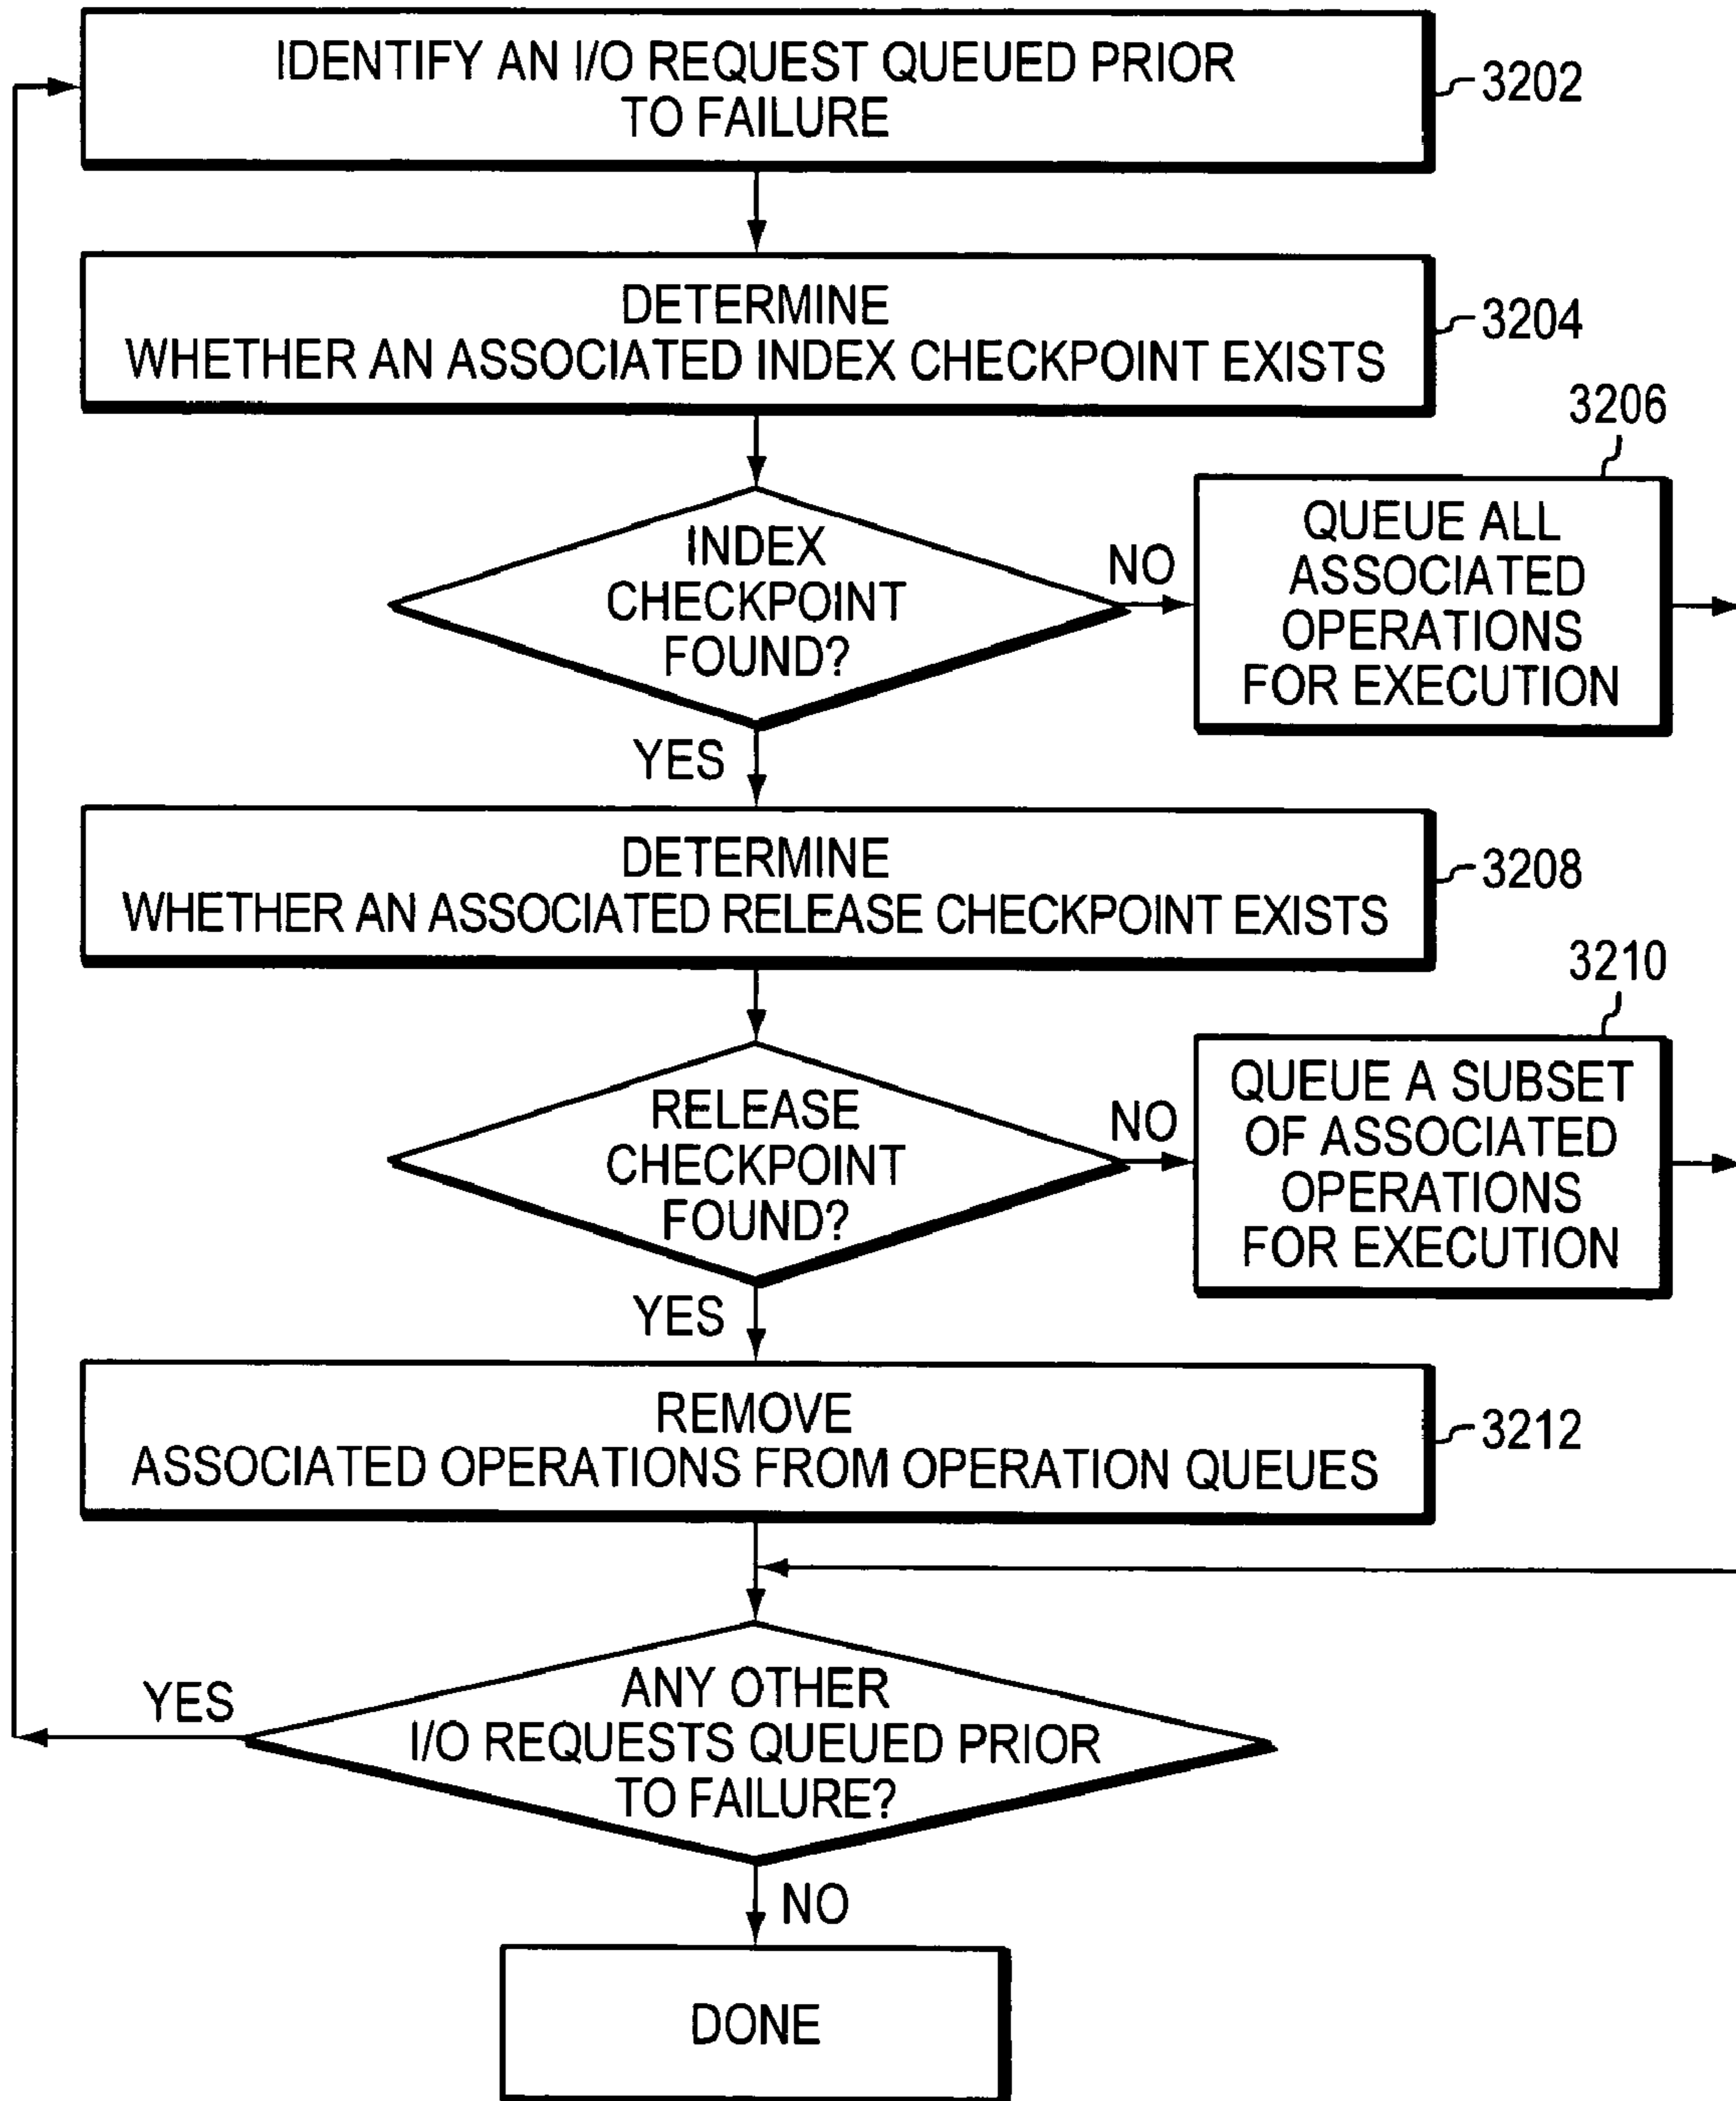 IDENTIFY AN I/O REQUEST QUEUED PRIOR
TO FAILURE
3202
DETERMINE
WHETHER AN ASSOCIATED INDEX CHECKPOINT EXISTS
3204
3206
INDEX
CHECKPOINT
FOUND?
NO
QUEUE ALL
ASSOCIATED
OPERATIONS
FOR EXECUTION
YES
DETERMINE
WHETHER AN ASSOCIATED RELEASE CHECKPOINT EXISTS
3208
3210
RELEASE
CHECKPOINT
FOUND?
NO
QUEUE A SUBSET
OF ASSOCIATED
OPERATIONS
FOR EXECUTION
YES
REMOVE
ASSOCIATED OPERATIONS FROM OPERATION QUEUES
3212
YES
ANY OTHER
I/O REQUESTS QUEUED PRIOR
TO FAILURE?
NO
DONE